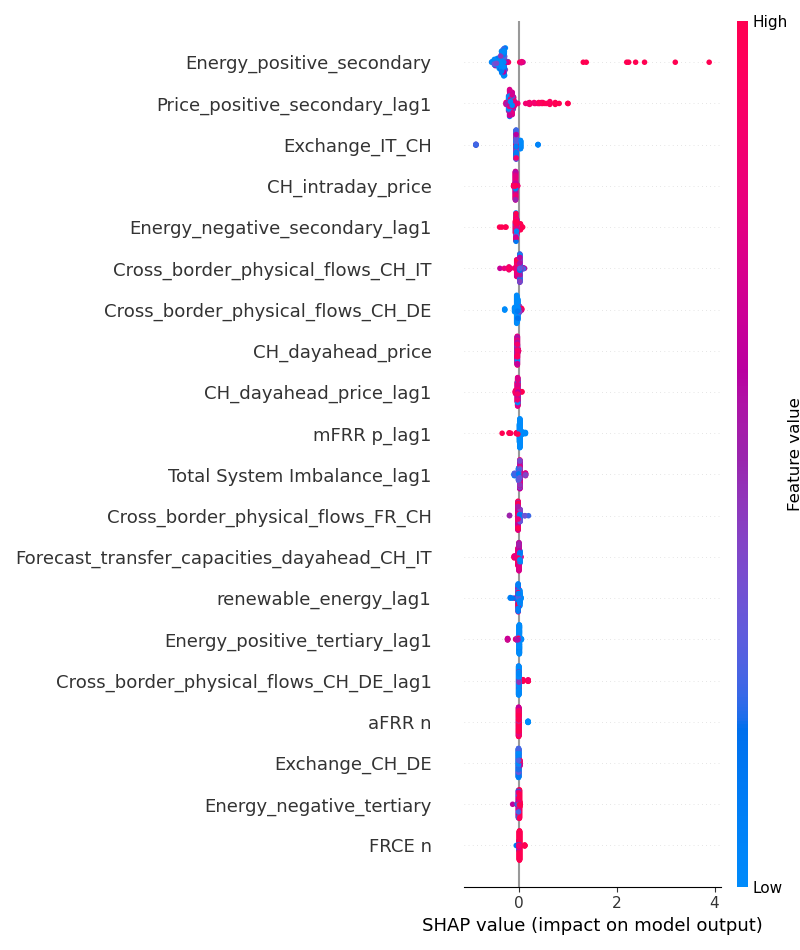 High
Energy_positive_secondary
Price_positive_secondary_lag1
Exchange_IT_CH
CH_intraday_price
Energy_negative_secondary_lag1
Cross_border_physical_flows_CH_IT
Cross_border_physical_flows_CH_DE
CH_dayahead_price
CH_dayahead_price_lag1
mFRR p_lag1
Total System Imbalance_lag1
Cross_border_physical_flows_FR_CH
Forecast_transfer_capacities_dayahead_CH_IT
renewable_energy_lag1
Energy_positive_tertiary_lag1
Cross_border_physical_flows_CH_DE_lag1
aFRR n
Exchange_CH_DE
Energy_negative_tertiary
FRCE n
Feature value
Low
0 2 4
SHAP value (impact on model output)